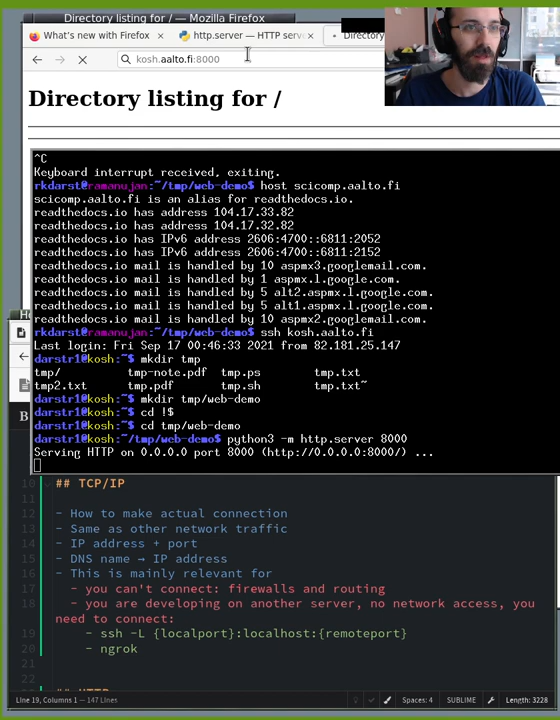 Directory listing for / — Mozilla Firefox
What's new with Firefox
http.server — HTTP serv
Directory
kosh.aalto.fi:8000
Directory listing for /
^C
Keyboard interrupt received, exiting.
rkdarst@ramanujan:~/tmp/web-demo$ host scicomp.aalto.fi
scicomp.aalto.fi is an alias for readthedocs.io.
readthedocs.io has address 104.17.33.82
readthedocs.io has address 104.17.32.82
readthedocs.io has IPv6 address 2606:4700::6811:2052
readthedocs.io has IPv6 address 2606:4700::6811:2152
readthedocs.io mail is handled by 10 aspmx3.googlemail.com.
readthedocs.io mail is handled by 1 aspmx.l.google.com.
readthedocs.io mail is handled by 5 alt2.aspmx.l.google.com.
readthedocs.io mail is handled by 5 alt1.aspmx.l.google.com.
readthedocs.io mail is handled by 10 aspmx2.googlemail.com.
rkdarst@ramanujan:~/tmp/web-demo$ ssh kosh.aalto.fi
Last login: Fri Sep 17 00:46:33 2021 from 82.181.25.147
darstr1@kosh:~$ mkdir tmp
tmp/ tmp-note.pdf tmp.ps tmp.txt
tmp2.txt tmp.pdf tmp.sh tmp.txt~
darstr1@kosh:~$ mkdir tmp/web-demo
darstr1@kosh:~$ cd !$
darstr1@kosh:~$ cd tmp/web-demo
darstr1@kosh:~/tmp/web-demo$ python3 -m http.server 8000
Serving HTTP on 0.0.0.0 port 8000 (http://0.0.0.0:8000/) ...
B
10 ## TCP/IP
11
12 - How to make actual connection
13 - Same as other network traffic
14 - IP address + port
15 - DNS name → IP address
16 - This is mainly relevant for
17 - you can't connect: firewalls and routing
18 - you are developing on another server, no network access, you
need to connect:
19 - ssh -L {localport}:localhost:{remoteport}
20 - ngrok
21
22
Line 19, Columns 1 — 147 Lines
Spaces: 4
SUBLIME
Length: 3228